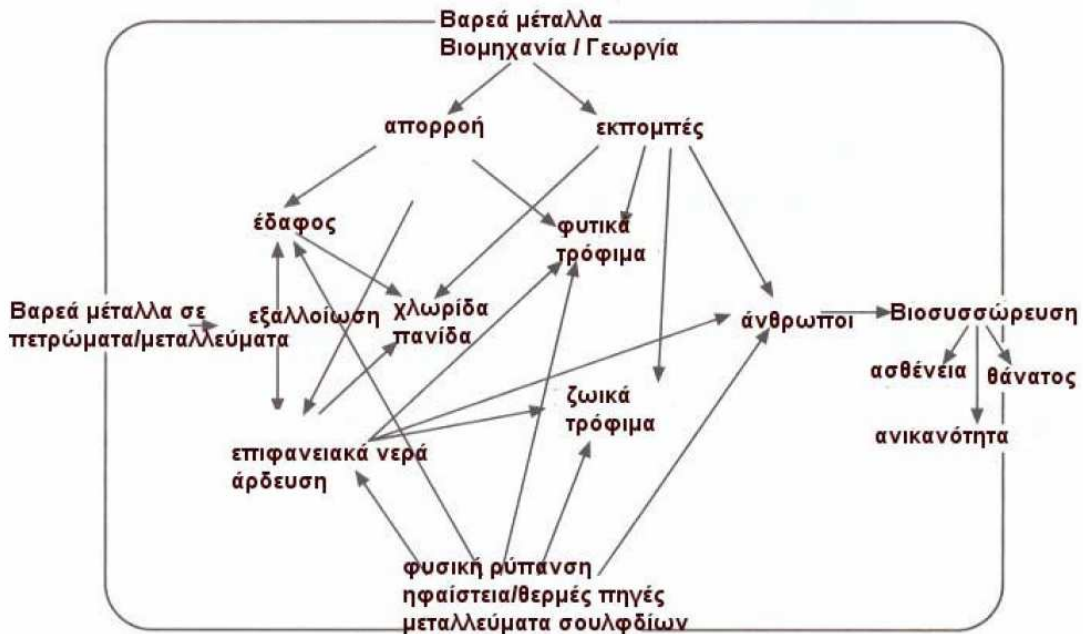 Βαρεά μέταλλα
Βιομηχανία / Γεωργία
απορροή
εκπομπές
έδαφος
φυτικά
τρόφιμα
Βαρεά μέταλλα σε
πετρώματα/μεταλλεύματα
εξαλλοίωση
χλωρίδα
πανίδα
άνθρωποι
Βιοσυσσώρευση
ασθένεια
θάνατος
ανικανότητα
ζωικά
τρόφιμα
επιφανειακά νερά
άρδευση
φυσική ρύπανση
ηφαίστεια/θερμές πηγές
μεταλλεύματα σουλφδίων